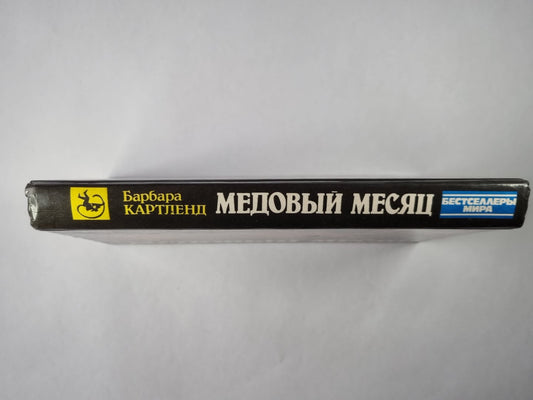 Барбара
КАРТЛЕНД
МЕДОВЫЙ МЕСЯЦ
БЕСТСЕЛЛЕРЫ
МИРА